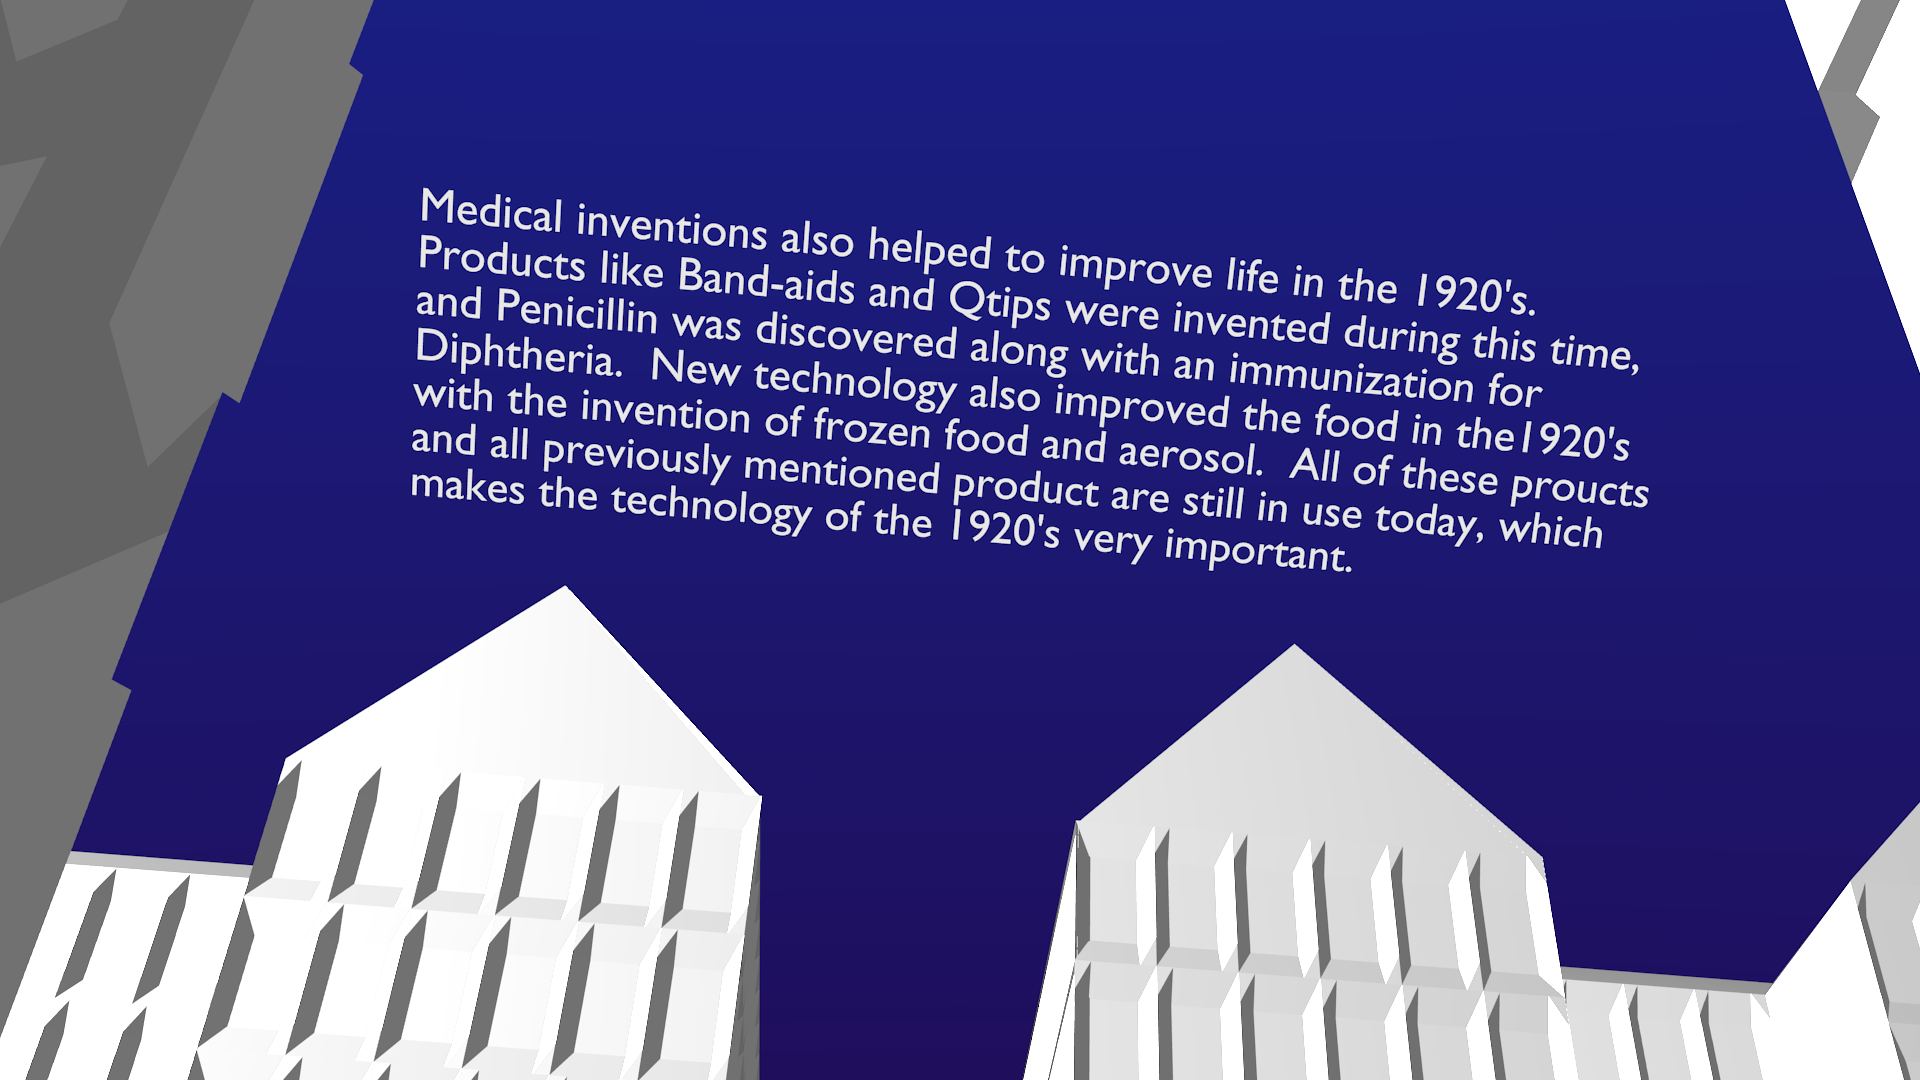 Medical inventions also helped to improve life in the 1920's.
Products like Band-aids and Qtips were invented during this time,
and Penicillin was discovered along with an immunization for
Diphtheria.  New technology also improved the food in the1920's
with the invention of frozen food and aerosol.  All of these proucts
and all previously mentioned product are still in use today, which
makes the technology of the 1920's very important.